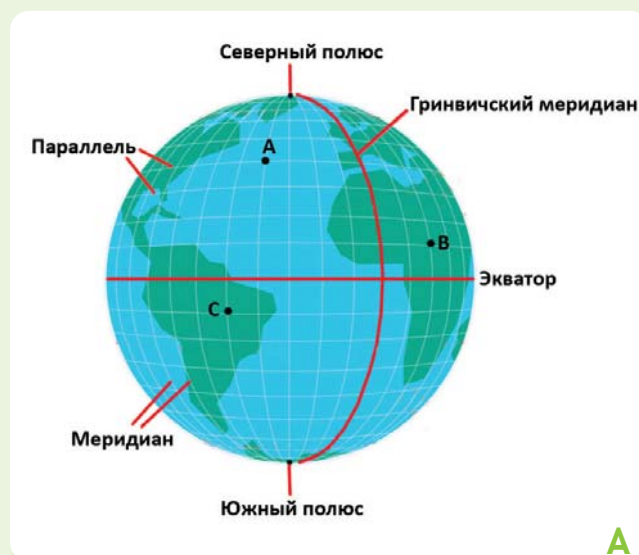 Северный полюс
Гринвичский меридиан
Параллель
A
B
Экватор
C
Меридиан
Южный полюс
A